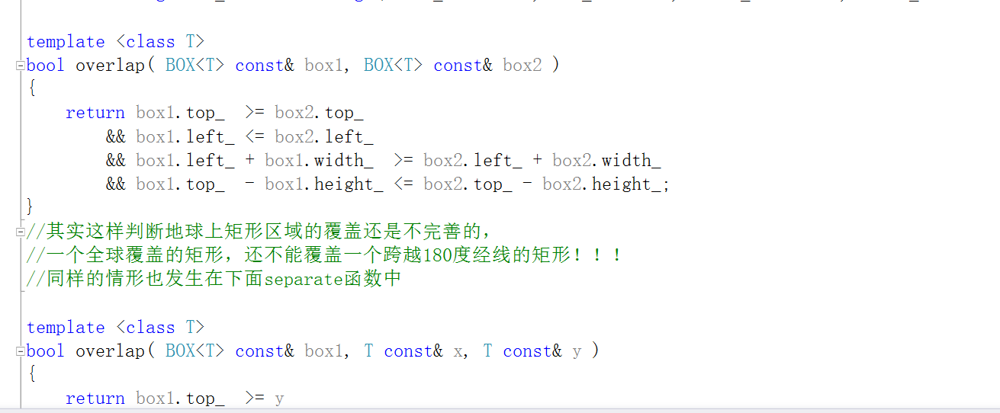 template <class T>
bool overlap( BOX<T> const& box1, BOX<T> const& box2 )
{
    return box1.top_  >= box2.top_
        && box1.left_ <= box2.left_
        && box1.left_ + box1.width_  >= box2.left_ + box2.width_
        && box1.top_  - box1.height_ <= box2.top_ - box2.height_;
}
//其实这样判断地球上矩形区域的覆盖还是不完善的，
//一个全球覆盖的矩形，还不能覆盖一个跨越180度经线的矩形！！！
//同样的情形也发生在下面separate函数中
template <class T>
bool overlap( BOX<T> const& box1, T const& x, T const& y )
{
    return box1.top_  >= y